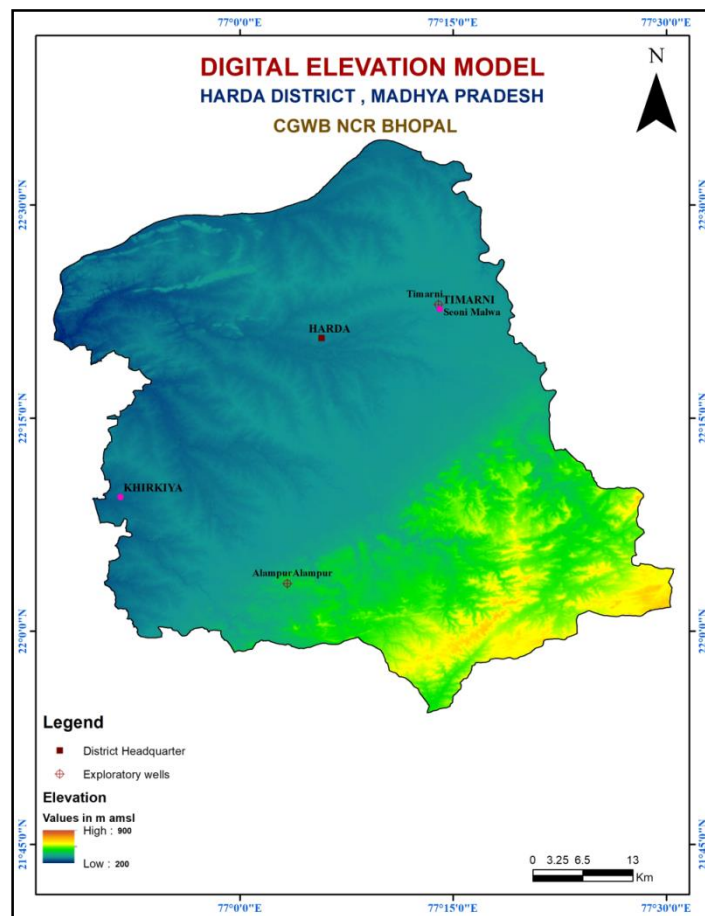 77°0'0"E 77°15'0"E 77°30'0"E
DIGITAL ELEVATION MODEL
HARDA DISTRICT , MADHYA PRADESH
CGWB NCR BHOPAL
N
22°30'0"N 22°30'0"N
Timarni TIMARNI
Seoni Malwa
HARDA
22°15'0"N 22°15'0"N
KHIRKIYA
AlampurAlampur
22°0'0"N 22°0'0"N
Legend
District Headquarter
Exploratory wells
Elevation
Values in m amsl
High : 900
Low : 200
21°45'0"N 21°45'0"N
0 3.25 6.5 13
Km
77°0'0"E 77°15'0"E 77°30'0"E